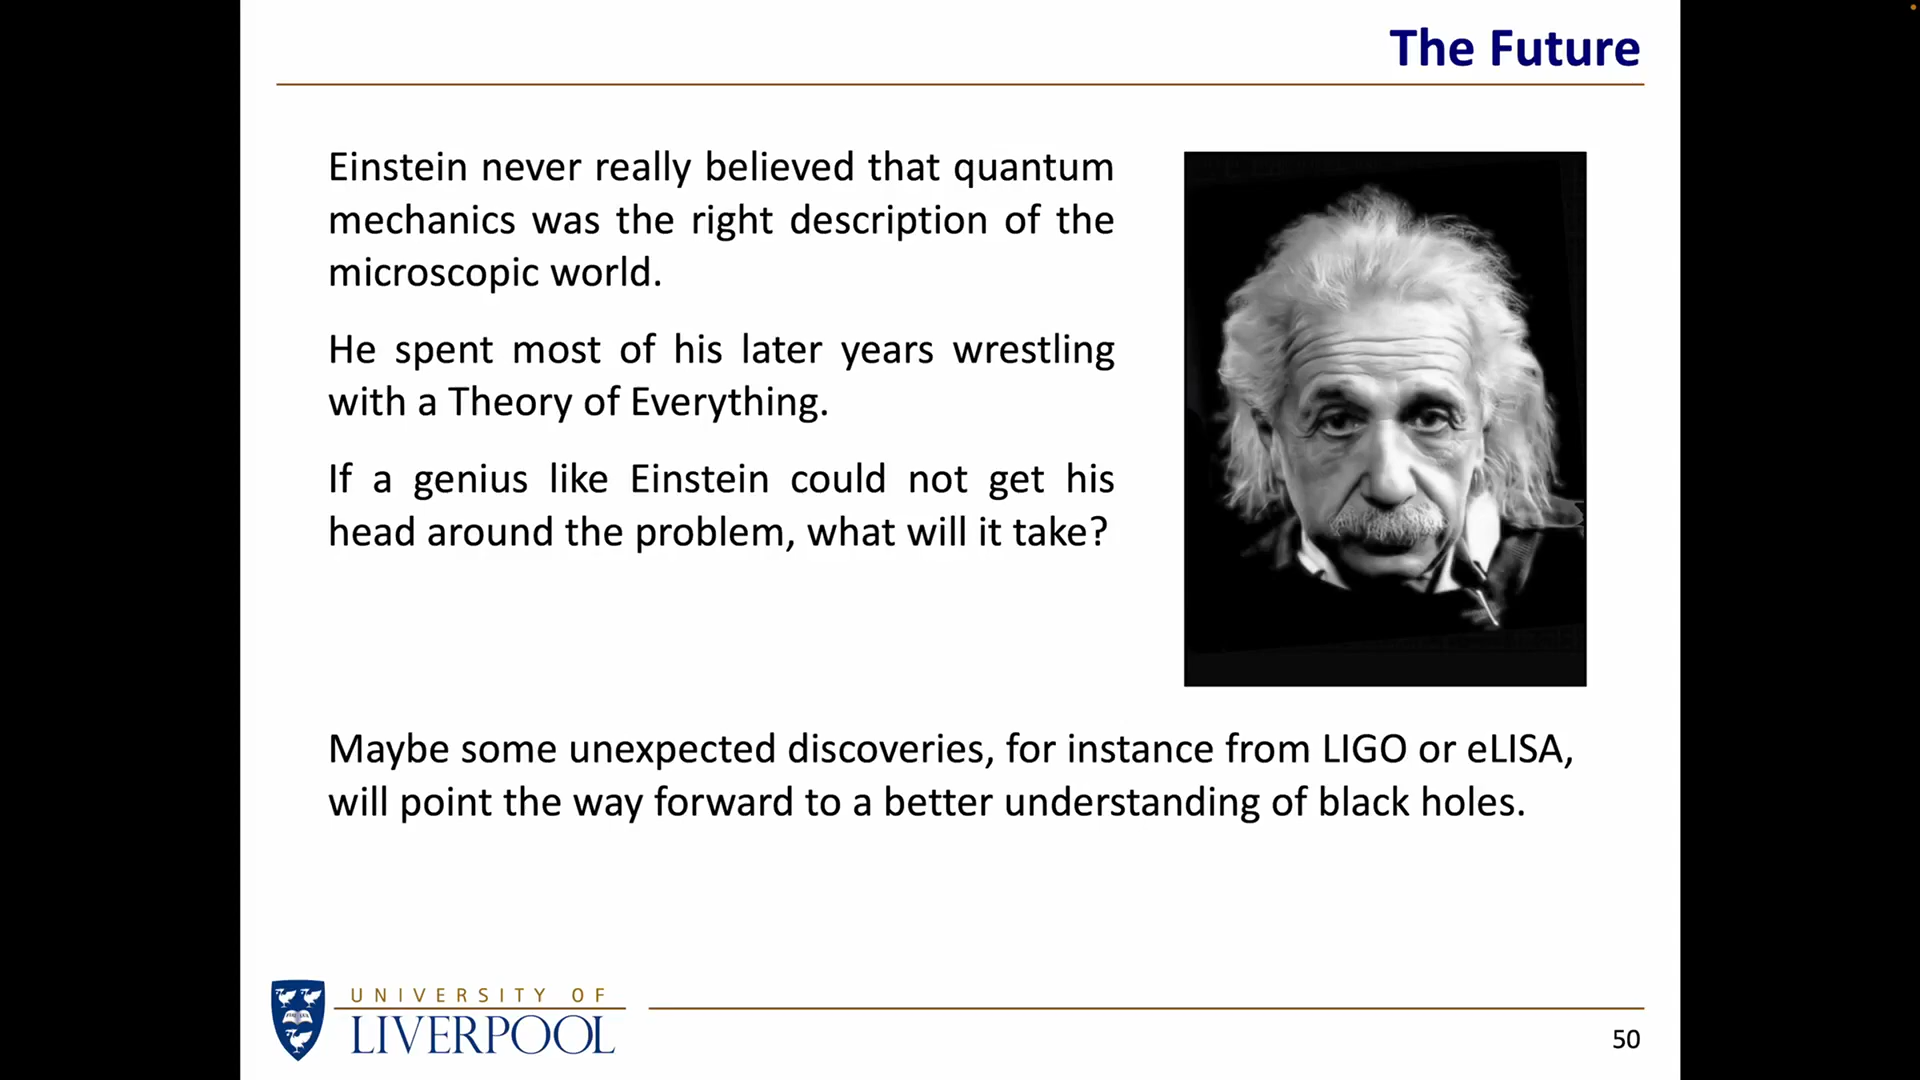 The Future
Einstein never really believed that quantum
mechanics was the right description of the
microscopic world.
He spent most of his later years wrestling
with a Theory of Everything.
If a genius like Einstein could not get his
head around the problem, what will it take?
Maybe some unexpected discoveries, for instance from LIGO or eLISA,
will point the way forward to a better understanding of black holes.
UNIVERSITY OF
LIVERPOOL
50